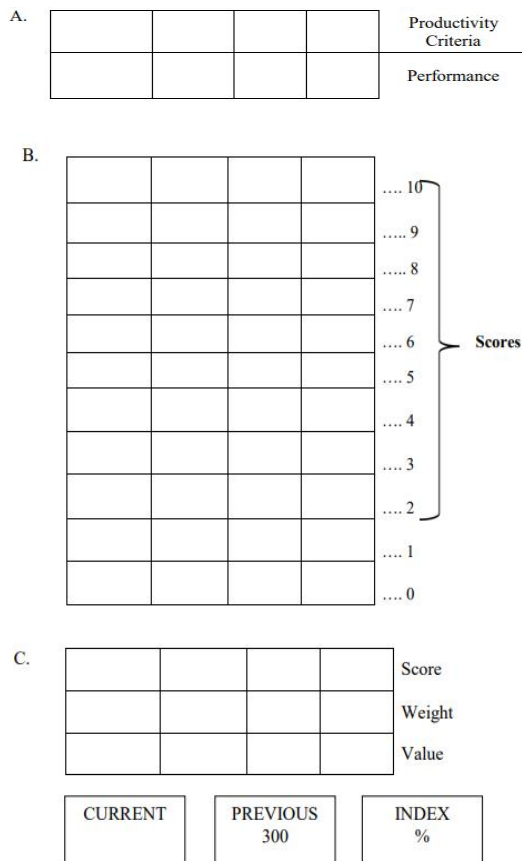 A.
Productivity
Criteria
Performance
B.
.... 10
..... 9
..... 8
.... 7
.... 6
Scores
.... 5
.... 4
.... 3
.... 2
.... 1
.... 0
C.
Score
Weight
Value
CURRENT
PREVIOUS
300
INDEX
%